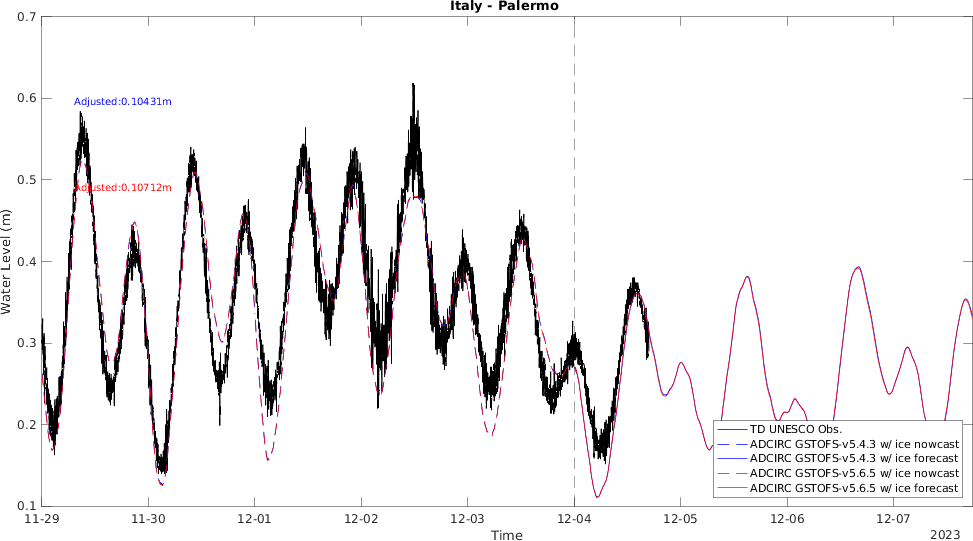 Italy - Palermo
0.7
0.6
0.5
0.4
0.3
0.2
0.1
Water Level (m)
Adjusted:0.10431m
Adjusted:0.10712m
TD UNESCO Obs.
ADCIRC GSTOFS-v5.4.3 w/ ice nowcast
ADCIRC GSTOFS-v5.4.3 w/ ice forecast
ADCIRC GSTOFS-v5.6.5 w/ ice nowcast
ADCIRC GSTOFS-v5.6.5 w/ ice forecast
11-29 11-30 12-01 12-02 12-03 12-04 12-05 12-06 12-07
Time
2023